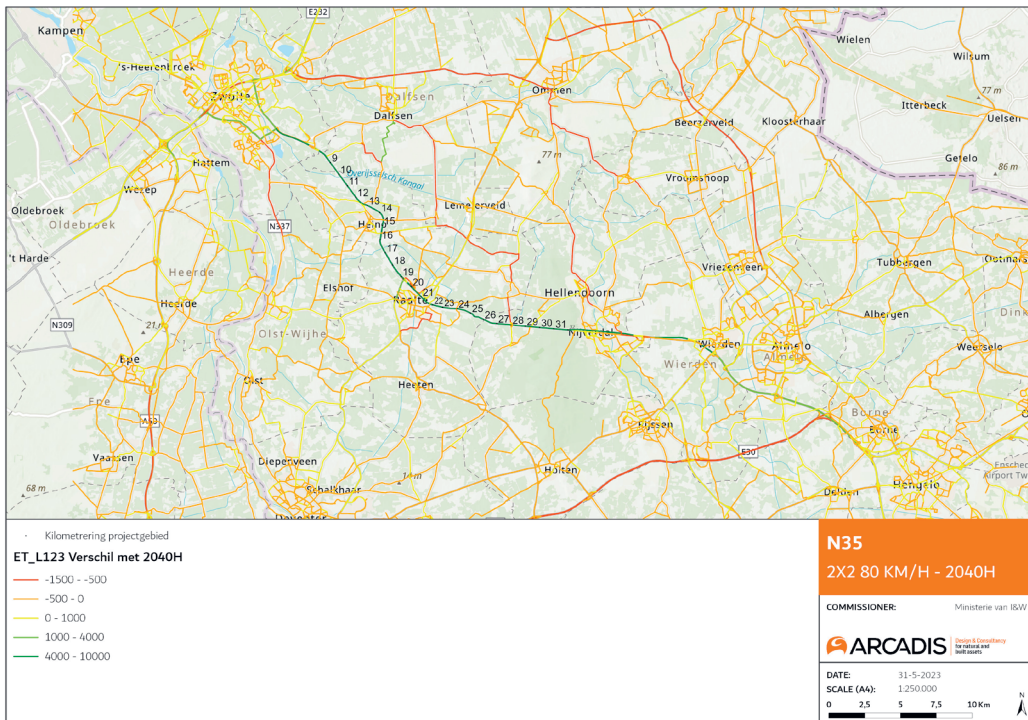 Kampen
E232
Wielen
Wilsum
's-Heerenbroek
77 m
Itterbeck
Zwolle
Ommen
Dalfsen
Dalfsen
Beerzerveld
Kloosterhaar
Uelsen
Getelo
86 m
9
10
11
12
13
14
15
16
17
18
19
20
21
22
23
24
25
26
27
28
29
30
31
Overijsselsch Kanaal
77 m
Hattem
Wezep
Vroomshoop
Oldebroek
Oldebroek
Lemelerveld
N337
Heino
't Harde
Heerde
Elshof
Vriezenveen
Tubbergen
Hellendoorn
Heerde
Raalte
Albergen
N309
21 m
Olst-Wijhe
Nijverdal
Wierden
Almelo
Almelo
Weerselo
Epe
Wierden
Olst
Heeten
Epe
Borne
Borne
Rijssen
Vaassen
Diepenveen
Holten
E30
Airport Tw
68 m
Schalkhaar
14 m
Delden
Hengelo
Deventer
Kilometrering projectgebied
ET_L123 Verschil met 2040H
-1500 - -500
-500 - 0
0 - 1000
1000 - 4000
4000 - 10000
N35
2X2 80 KM/H - 2040H
COMMISSIONER: Ministerie van I&W
ARCADIS
Design & Consultancy
for natural and
built assets
DATE: 31-5-2023
SCALE (A4): 1:250.000
0 2,5 5 7,5 10 Km
N